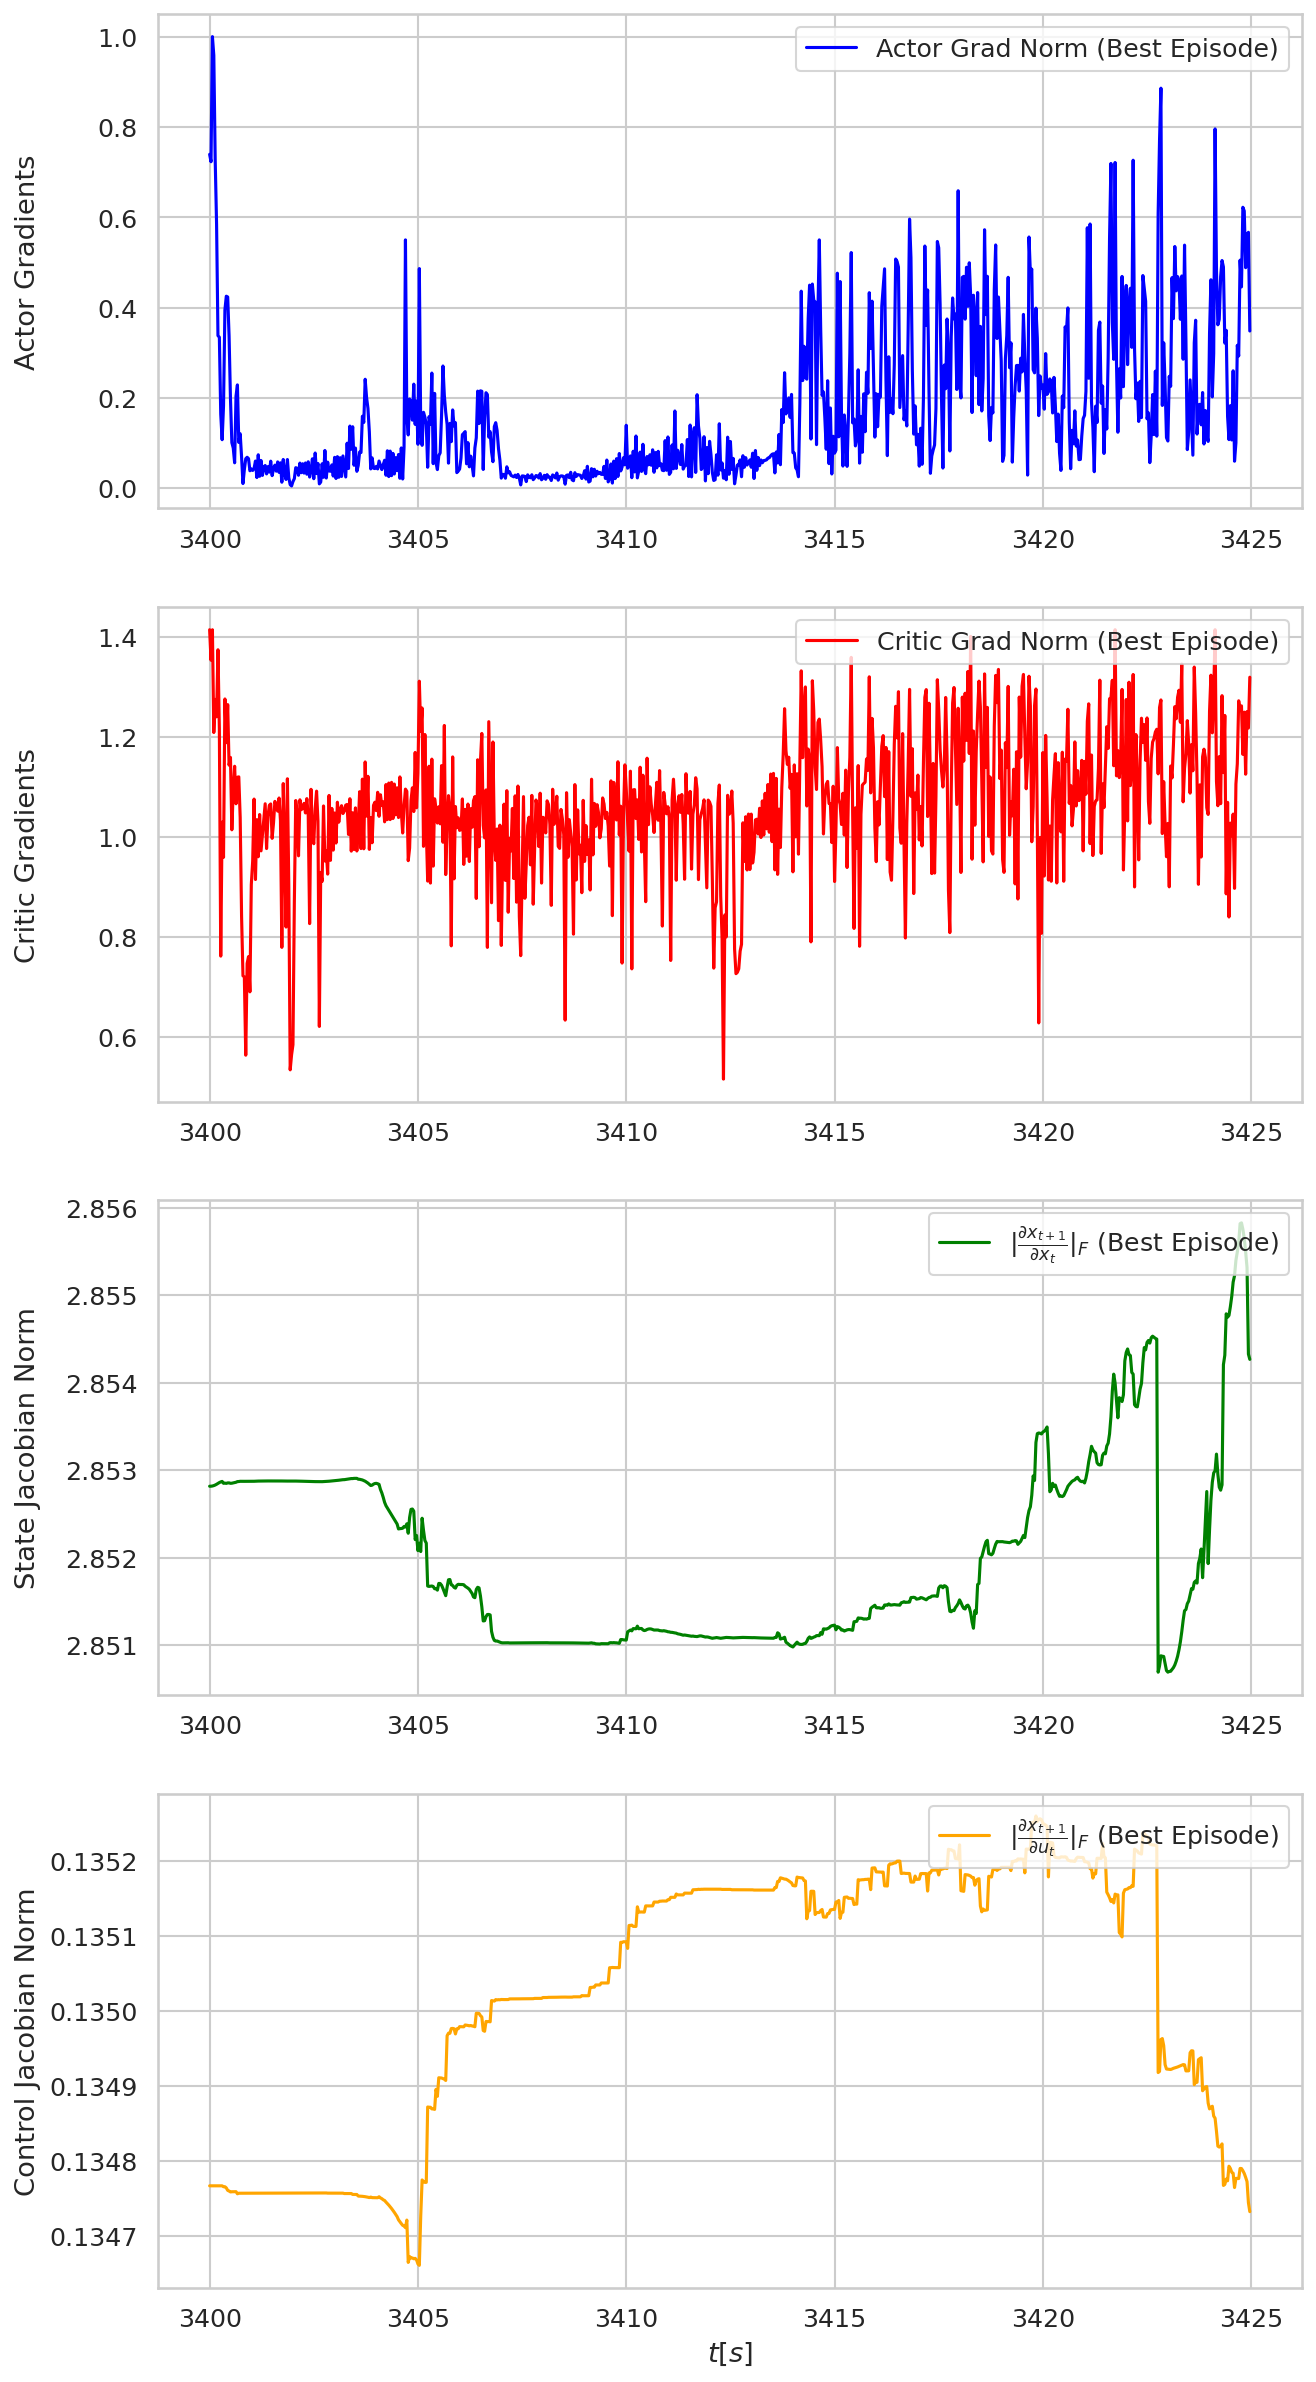 Actor Grad Norm (Best Episode)
Actor Gradients
1.0
0.8
0.6
0.4
0.2
0.0
3400 3405 3410 3415 3420 3425
Critic Grad Norm (Best Episode)
Critic Gradients
1.4
1.2
1.0
0.8
0.6
3400 3405 3410 3415 3420 3425
|∂x_{t+1}/∂x_t|_F (Best Episode)
State Jacobian Norm
2.856
2.855
2.854
2.853
2.852
2.851
3400 3405 3410 3415 3420 3425
|∂x_{t+1}/∂u_t|_F (Best Episode)
Control Jacobian Norm
0.1352
0.1351
0.1350
0.1349
0.1348
0.1347
3400 3405 3410 3415 3420 3425
t[s]